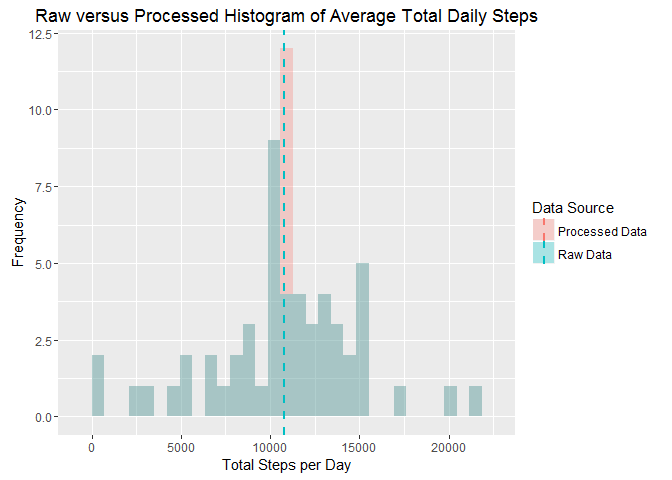 Raw versus Processed Histogram of Average Total Daily Steps
12.5
10.0
7.5
5.0
2.5
0.0
Frequency
0 5000 10000 15000 20000
Total Steps per Day
Data Source
Processed Data
Raw Data